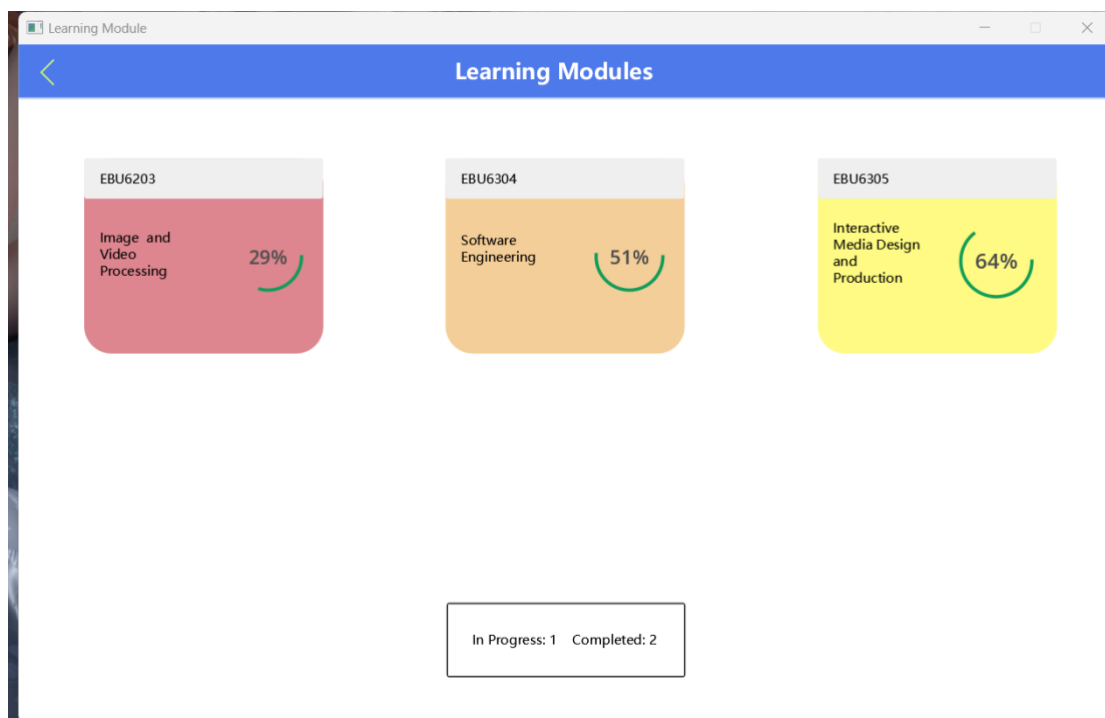 Learning Module
Learning Modules
EBU6203
Image and
Video
Processing
29%
EBU6304
Software
Engineering
51%
EBU6305
Interactive
Media Design
and
Production
64%
In Progress: 1 Completed: 2